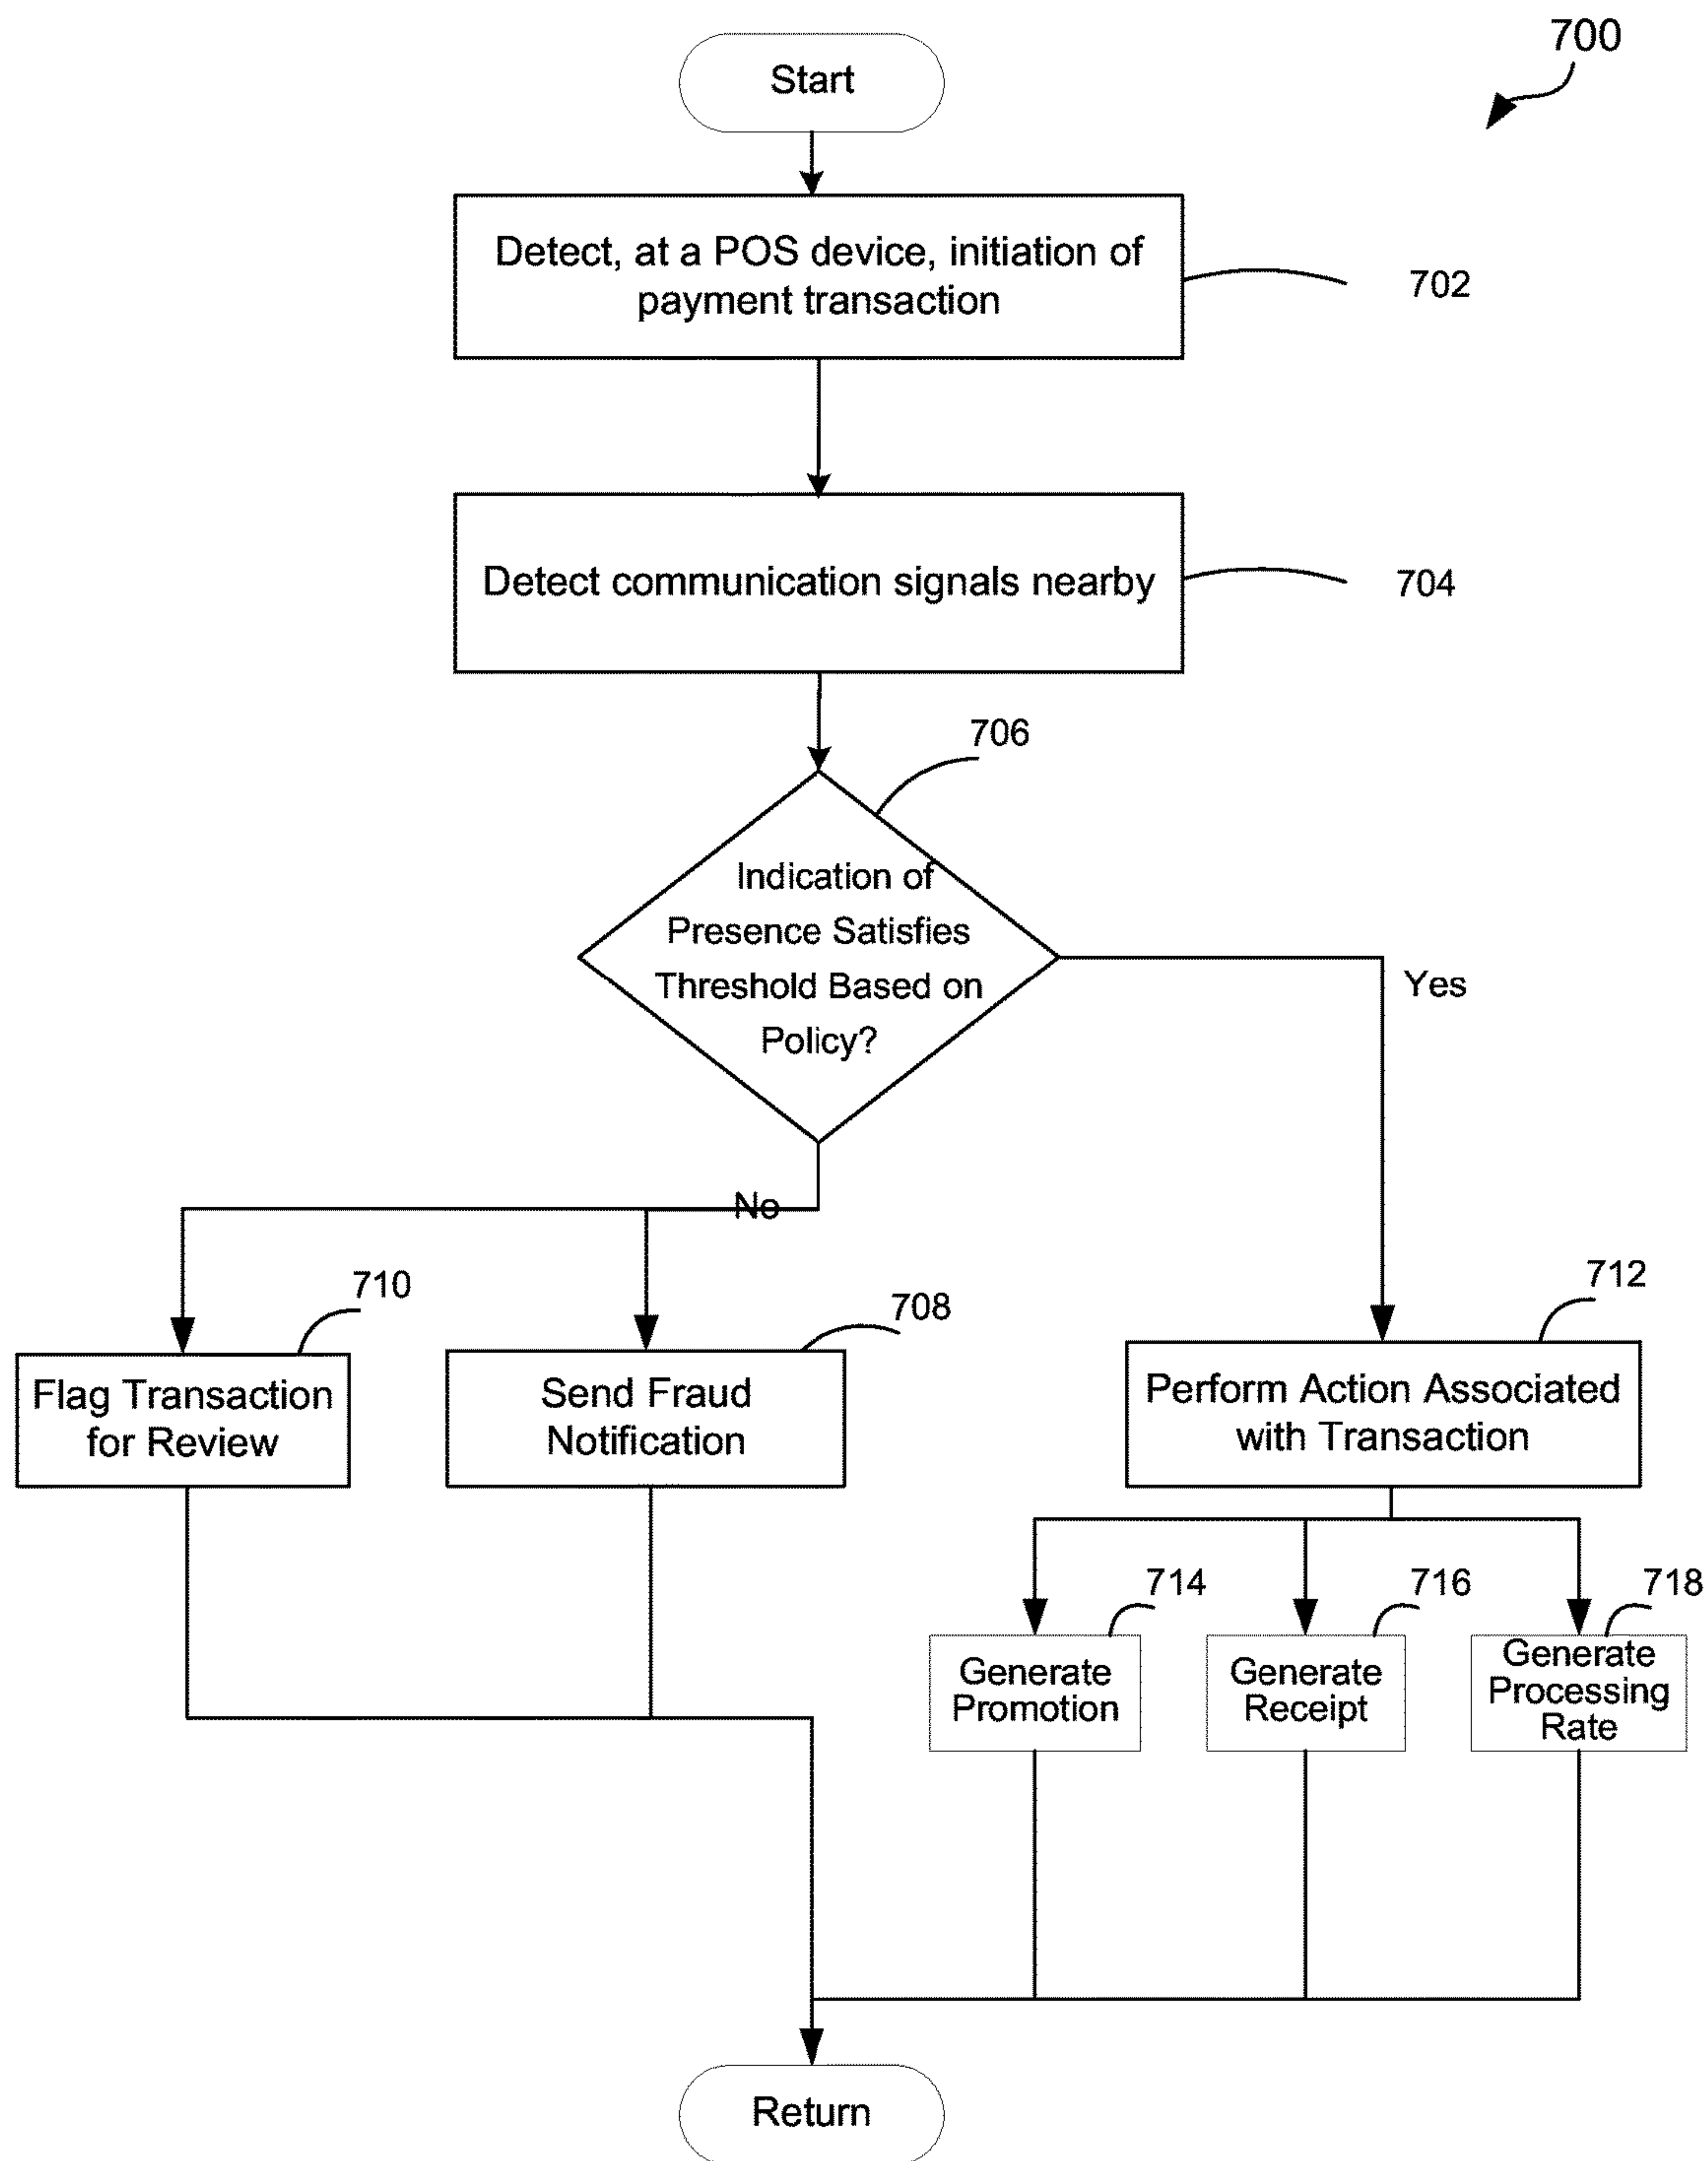 700
Start
Detect, at a POS device, initiation of
payment transaction
702
Detect communication signals nearby
704
706
Indication of
Presence Satisfies
Threshold Based on
Policy?
Yes
No
710
708
712
Flag Transaction
for Review
Send Fraud
Notification
Perform Action Associated
with Transaction
714
716
718
Generate
Promotion
Generate
Receipt
Generate
Processing
Rate
Return